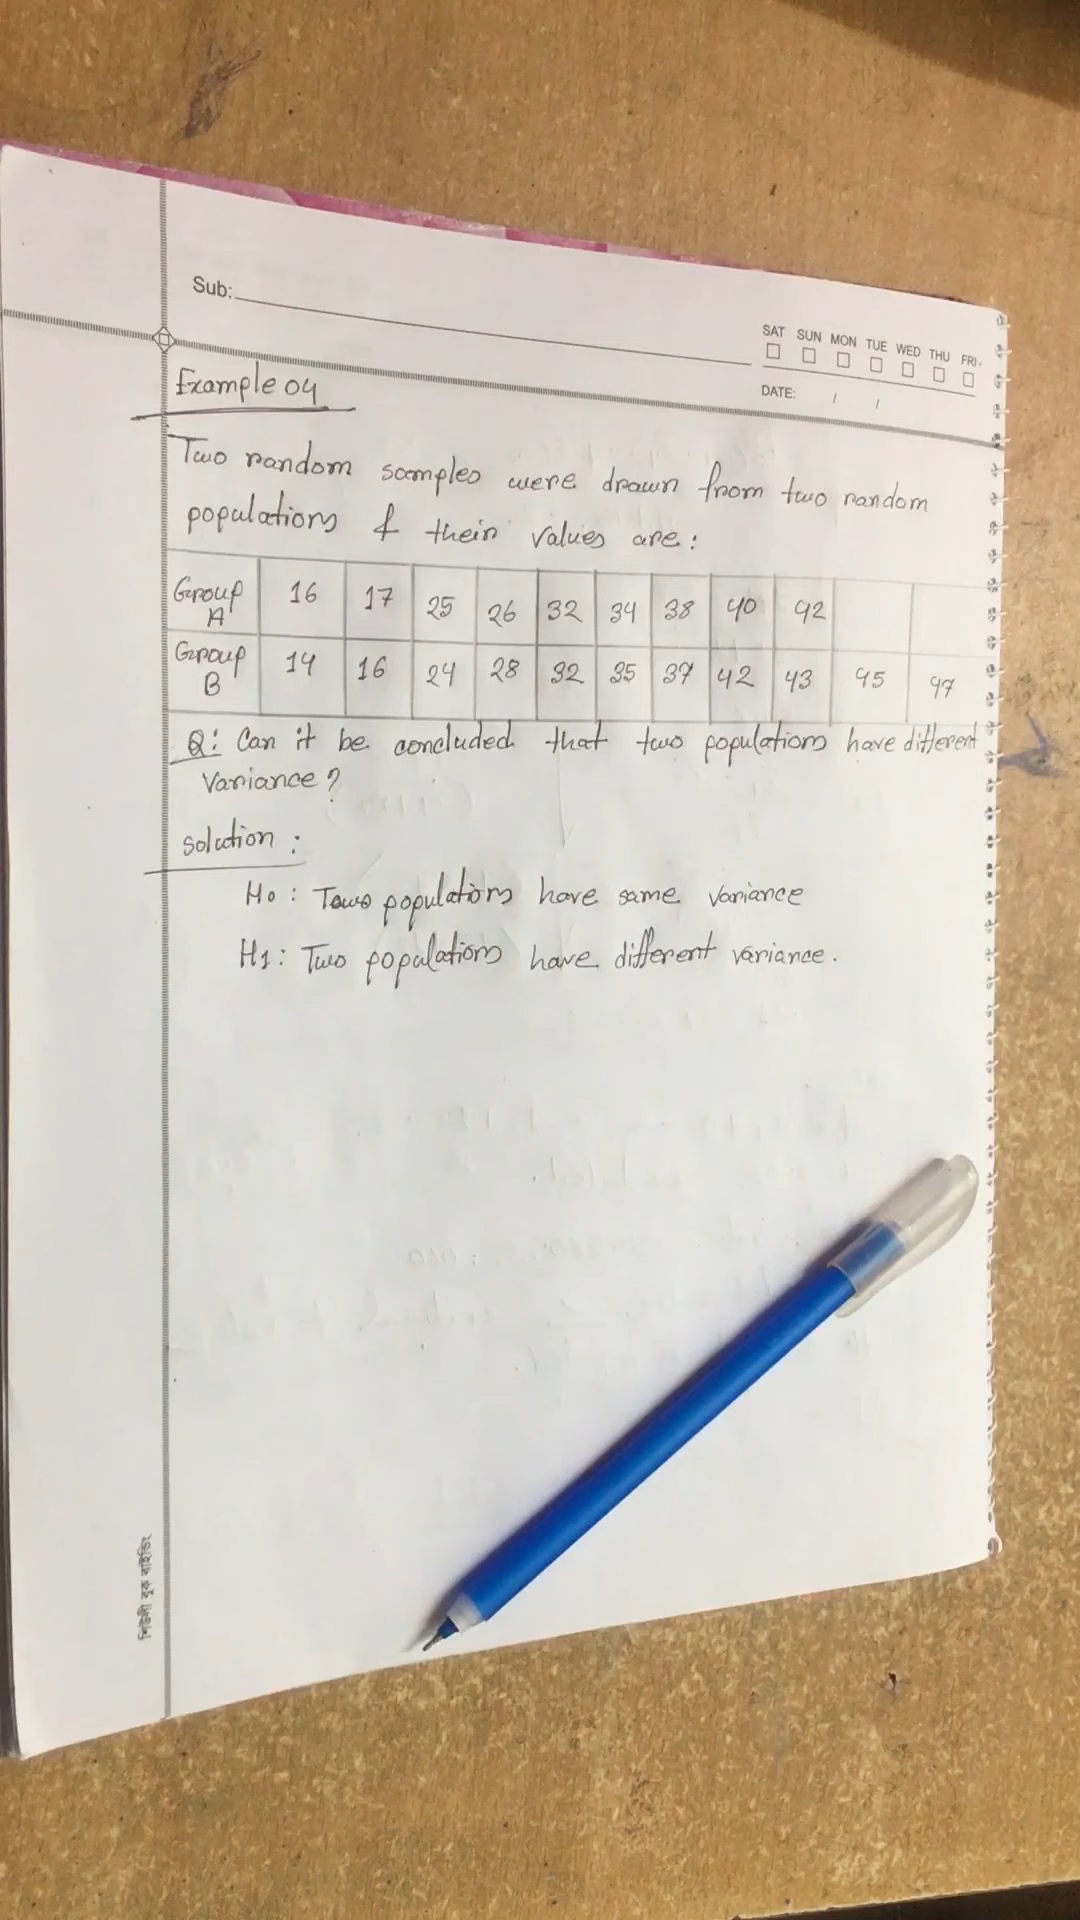 Sub:
SAT SUN MON TUE WED THU FRI.
DATE: / /
Example 04
Two random samples were drawn from two random
populations & their values are:
Group A 16 17 25 26 32 34 38 40 42
Group B 14 16 24 28 32 35 37 42 43 45 47
Q: Can it be concluded that two populations have different
variance?
solution:
H0: Towo populations have same variance
H1: Two populations have different variance.
শিউলী বুক বাইন্ডিং